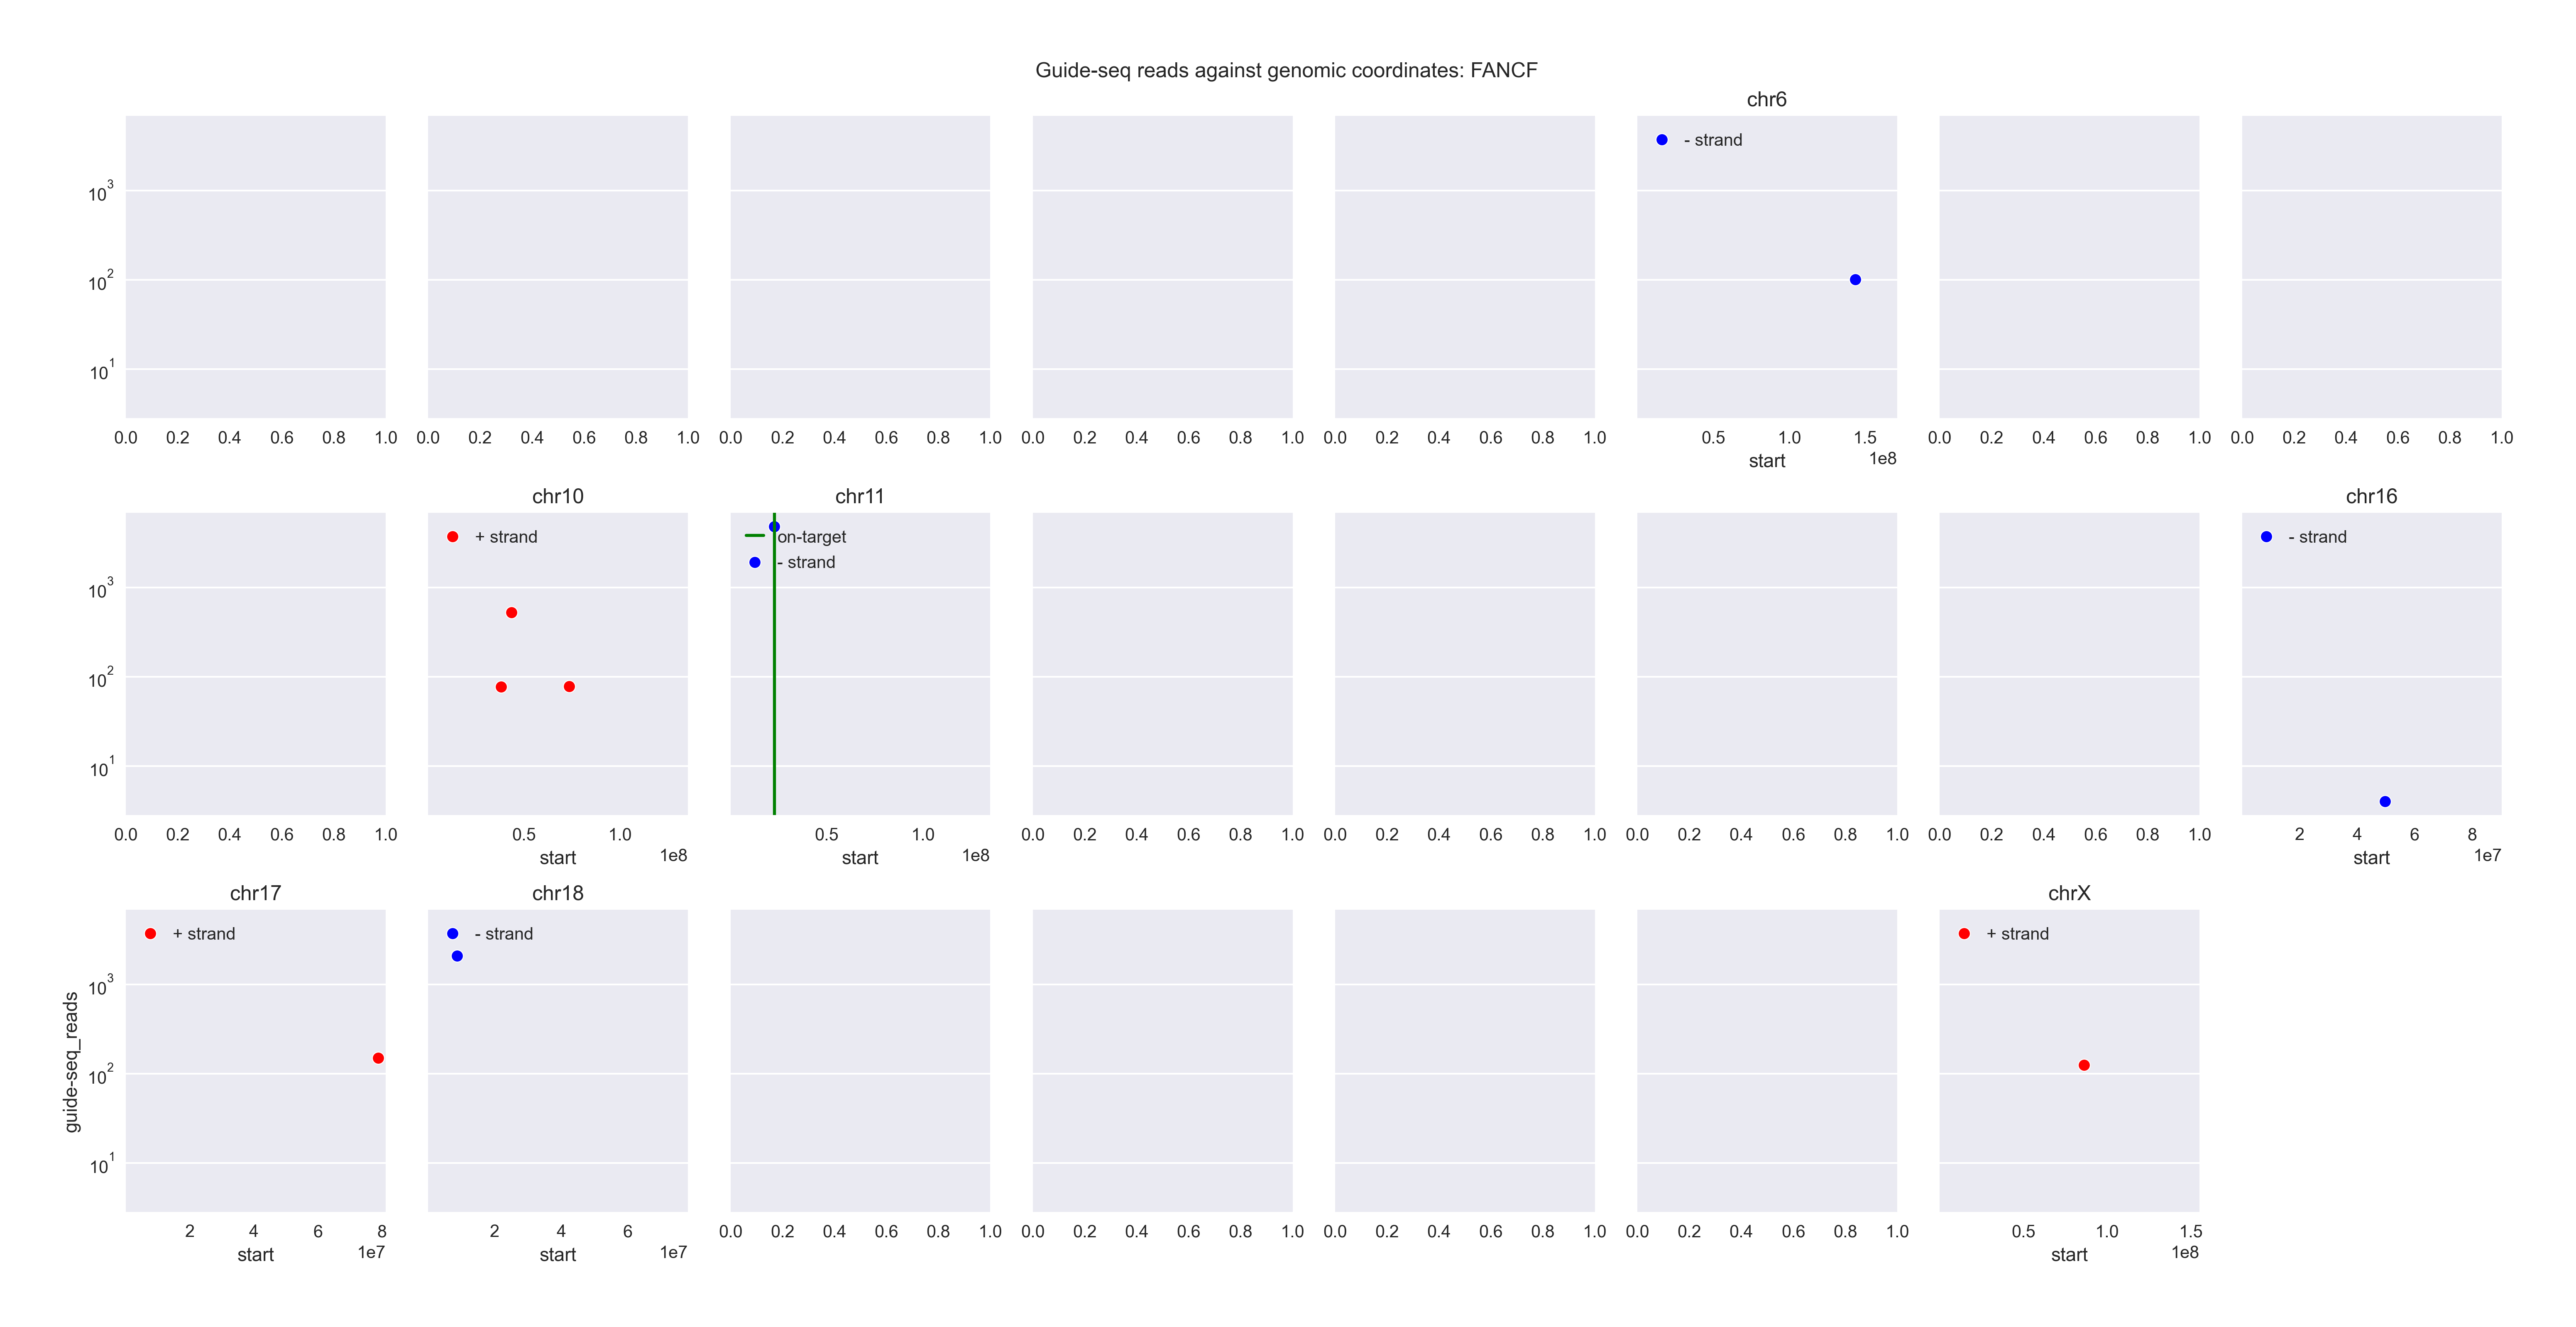 Guide-seq reads against genomic coordinates: FANCF
chr6
- strand
10³
10²
10¹
0.0 0.2 0.4 0.6 0.8 1.0
0.0 0.2 0.4 0.6 0.8 1.0
0.0 0.2 0.4 0.6 0.8 1.0
0.0 0.2 0.4 0.6 0.8 1.0
0.0 0.2 0.4 0.6 0.8 1.0
0.5 1.0 1.5
start 1e8
0.0 0.2 0.4 0.6 0.8 1.0
0.0 0.2 0.4 0.6 0.8 1.0
10³
10²
10¹
0.0 0.2 0.4 0.6 0.8 1.0
chr10
+ strand
0.5 1.0
start 1e8
chr11
on-target
- strand
0.5 1.0
start 1e8
0.0 0.2 0.4 0.6 0.8 1.0
0.0 0.2 0.4 0.6 0.8 1.0
0.0 0.2 0.4 0.6 0.8 1.0
0.0 0.2 0.4 0.6 0.8 1.0
chr16
- strand
2 4 6 8
start 1e7
chr17
+ strand
guide-seq_reads
10³
10²
10¹
2 4 6 8
start 1e7
chr18
- strand
2 4 6
start 1e7
0.0 0.2 0.4 0.6 0.8 1.0
0.0 0.2 0.4 0.6 0.8 1.0
0.0 0.2 0.4 0.6 0.8 1.0
0.0 0.2 0.4 0.6 0.8 1.0
chrX
+ strand
0.5 1.0 1.5
start 1e8